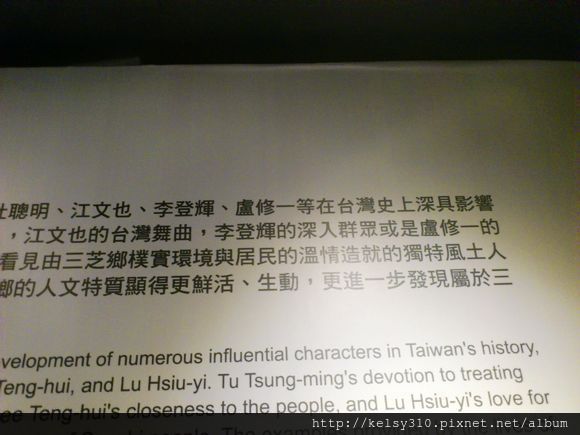 杜聰明、江文也、李登輝、盧修一等在台灣史上深具影響
，江文也的台灣舞曲，李登輝的深入群眾或是盧修一的
看見由三芝鄉樸實環境與居民的溫情造就的獨特風土人
鄉的人文特質顯得更鮮活、生動，更進一步發現屬於三
velopment of numerous influential characters in Taiwan's history,
Teng-hui, and Lu Hsiu-yi. Tu Tsung-ming's devotion to treating
ee Teng-hui's closeness to the people, and Lu Hsiu-yi's love for
http://kelsy310.pixnet.net/album